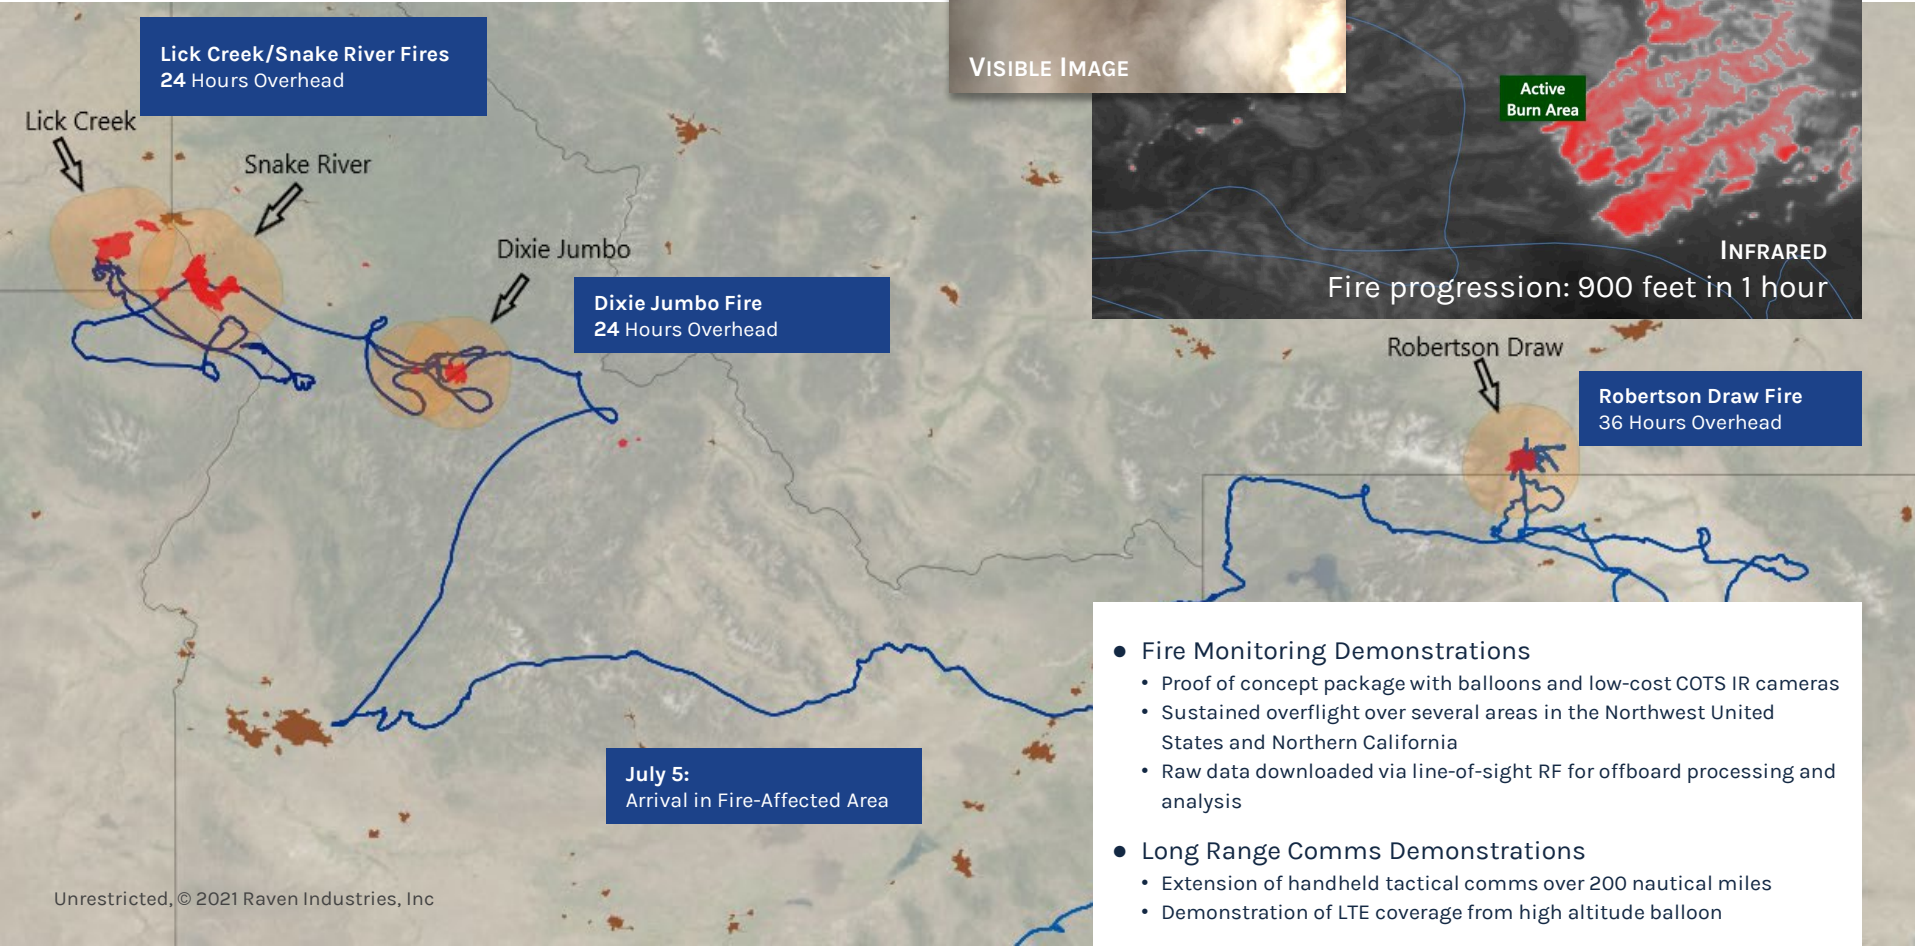 Lick Creek/Snake River Fires
24 Hours Overhead
VISIBLE IMAGE
Active
Burn Area
Lick Creek
Snake River
Dixie Jumbo
INFRARED
Fire progression: 900 feet in 1 hour
Dixie Jumbo Fire
24 Hours Overhead
Robertson Draw
Robertson Draw Fire
36 Hours Overhead
July 5:
Arrival in Fire-Affected Area
● Fire Monitoring Demonstrations
• Proof of concept package with balloons and low-cost COTS IR cameras
• Sustained overflight over several areas in the Northwest United
States and Northern California
• Raw data downloaded via line-of-sight RF for offboard processing and
analysis
● Long Range Comms Demonstrations
• Extension of handheld tactical comms over 200 nautical miles
• Demonstration of LTE coverage from high altitude balloon
Unrestricted, © 2021 Raven Industries, Inc